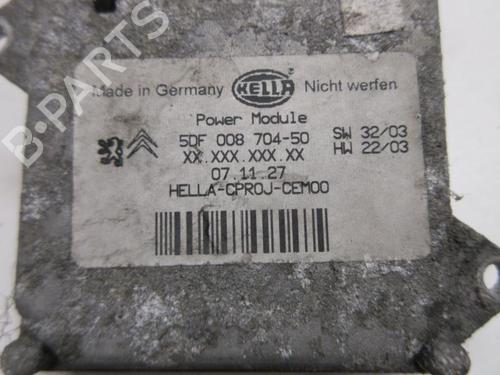 B-PARTS
Made in Germany HELLA Nicht werfen
Power Module
5DF 008 704-50 SW 32/03
XX.XXX.XXX.XX HW 22/03
07.11.27
HELLA-CPROJ-CEM00